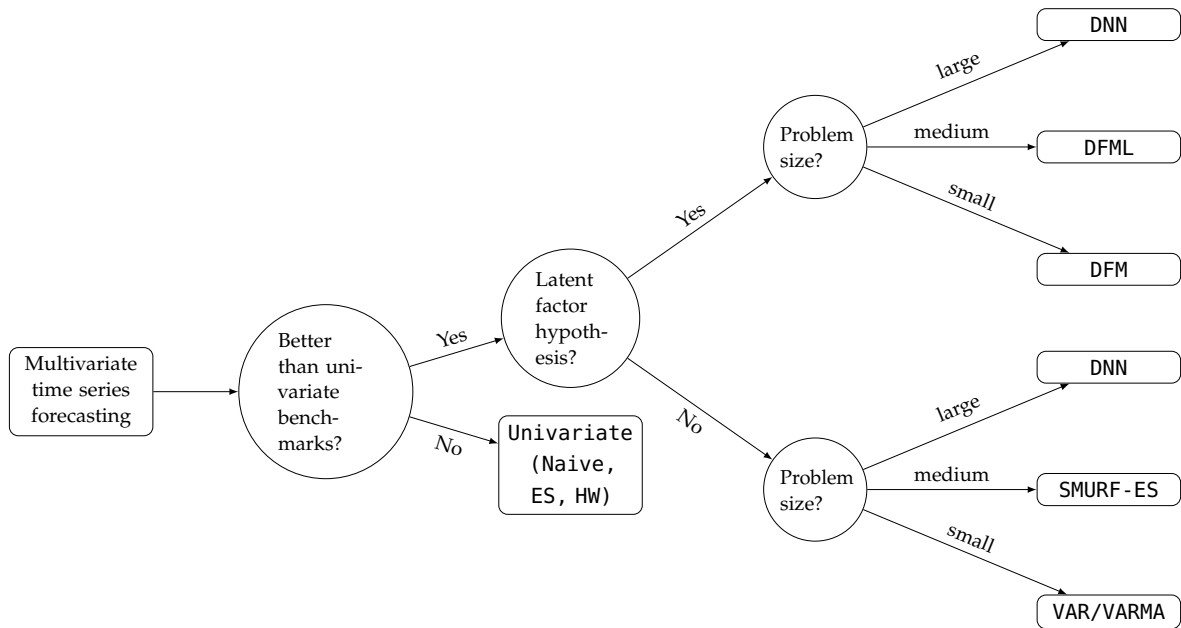 Multivariate
time series
forecasting
Better
than uni-
variate
bench-
marks?
Yes
No
Univariate
(Naive,
ES, HW)
Latent
factor
hypoth-
esis?
Yes
No
Problem
size?
large
medium
small
DNN
DFML
DFM
Problem
size?
large
medium
small
DNN
SMURF-ES
VAR/VARMA